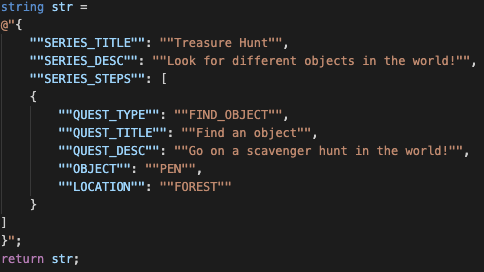 string str =
@"{
    ""SERIES_TITLE"": ""Treasure Hunt"",
    ""SERIES_DESC"": ""Look for different objects in the world!"",
    ""SERIES_STEPS"": [
    {
        ""QUEST_TYPE"": ""FIND_OBJECT"",
        ""QUEST_TITLE"": ""Find an object"",
        ""QUEST_DESC"": ""Go on a scavenger hunt in the world!"",
        ""OBJECT"": ""PEN"",
        ""LOCATION"": ""FOREST""
    }
]
}";
return str;